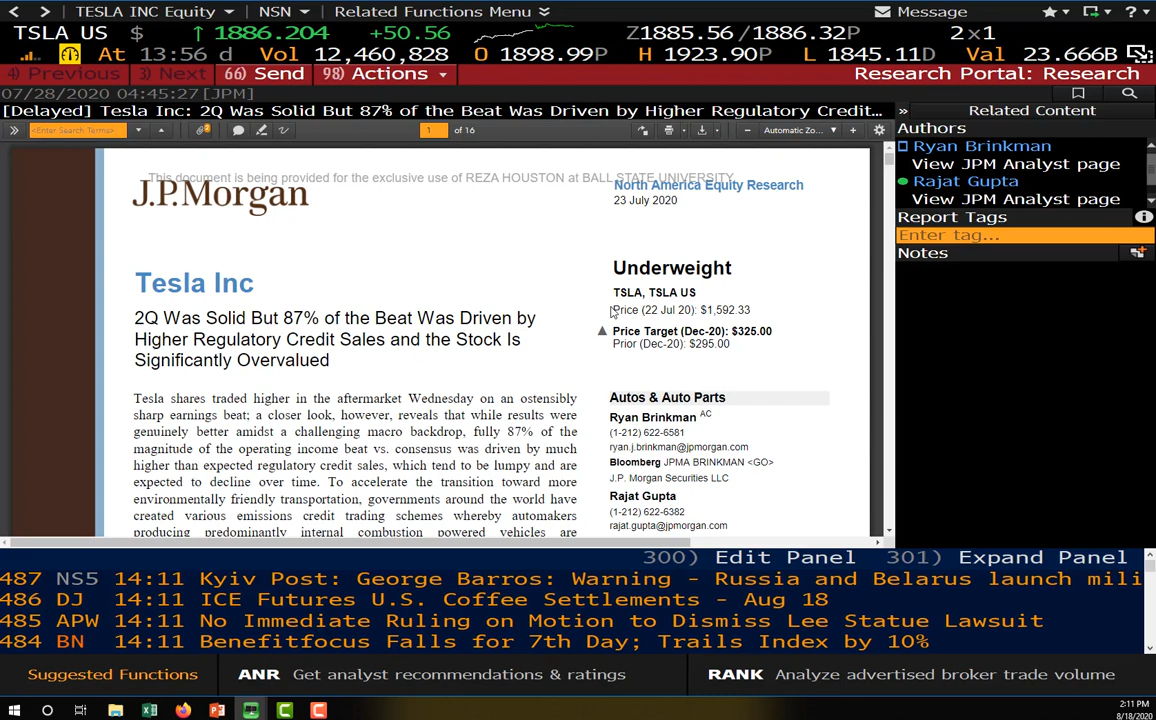 TESLA INC Equity NSN Related Functions Menu Message
TSLA US $ ↑ 1886.204 +50.56 Z1885.56/1886.32P 2×1
At 13:56 d Vol 12,460,828 O 1898.99P H 1923.90P L 1845.11D Val 23.666B
4) Previous 3) Next 66) Send 98) Actions Research Portal: Research
07/28/2020 04:45:27 [JPM]
[Delayed] Tesla Inc: 2Q Was Solid But 87% of the Beat Was Driven by Higher Regulatory Credit... » Related Content
<Enter Search Terms> 1 of 16 Automatic Zo...
Authors
Ryan Brinkman
View JPM Analyst page
Rajat Gupta
View JPM Analyst page
Report Tags
Enter tag...
Notes
This document is being provided for the exclusive use of REZA HOUSTON at BALL STATE UNIVERSITY.
J.P.Morgan
North America Equity Research
23 July 2020
Tesla Inc
2Q Was Solid But 87% of the Beat Was Driven by
Higher Regulatory Credit Sales and the Stock Is
Significantly Overvalued
Tesla shares traded higher in the aftermarket Wednesday on an ostensibly
sharp earnings beat; a closer look, however, reveals that while results were
genuinely better amidst a challenging macro backdrop, fully 87% of the
magnitude of the operating income beat vs. consensus was driven by much
higher than expected regulatory credit sales, which tend to be lumpy and are
expected to decline over time. To accelerate the transition toward more
environmentally friendly transportation, governments around the world have
created various emissions credit trading schemes whereby automakers
producing predominantly internal combustion powered vehicles are
Underweight
TSLA, TSLA US
Price (22 Jul 20): $1,592.33
Price Target (Dec-20): $325.00
Prior (Dec-20): $295.00
Autos & Auto Parts
Ryan Brinkman AC
(1-212) 622-6581
ryan.j.brinkman@jpmorgan.com
Bloomberg JPMA BRINKMAN <GO>
J.P. Morgan Securities LLC
Rajat Gupta
(1-212) 622-6382
rajat.gupta@jpmorgan.com
300) Edit Panel 301) Expand Panel
487 NS5 14:11 Kyiv Post: George Barros: Warning - Russia and Belarus launch mili
486 DJ 14:11 ICE Futures U.S. Coffee Settlements - Aug 18
485 APW 14:11 No Immediate Ruling on Motion to Dismiss Lee Statue Lawsuit
484 BN 14:11 Benefitfocus Falls for 7th Day; Trails Index by 10%
Suggested Functions ANR Get analyst recommendations & ratings RANK Analyze advertised broker trade volume
2:11 PM
8/18/2020